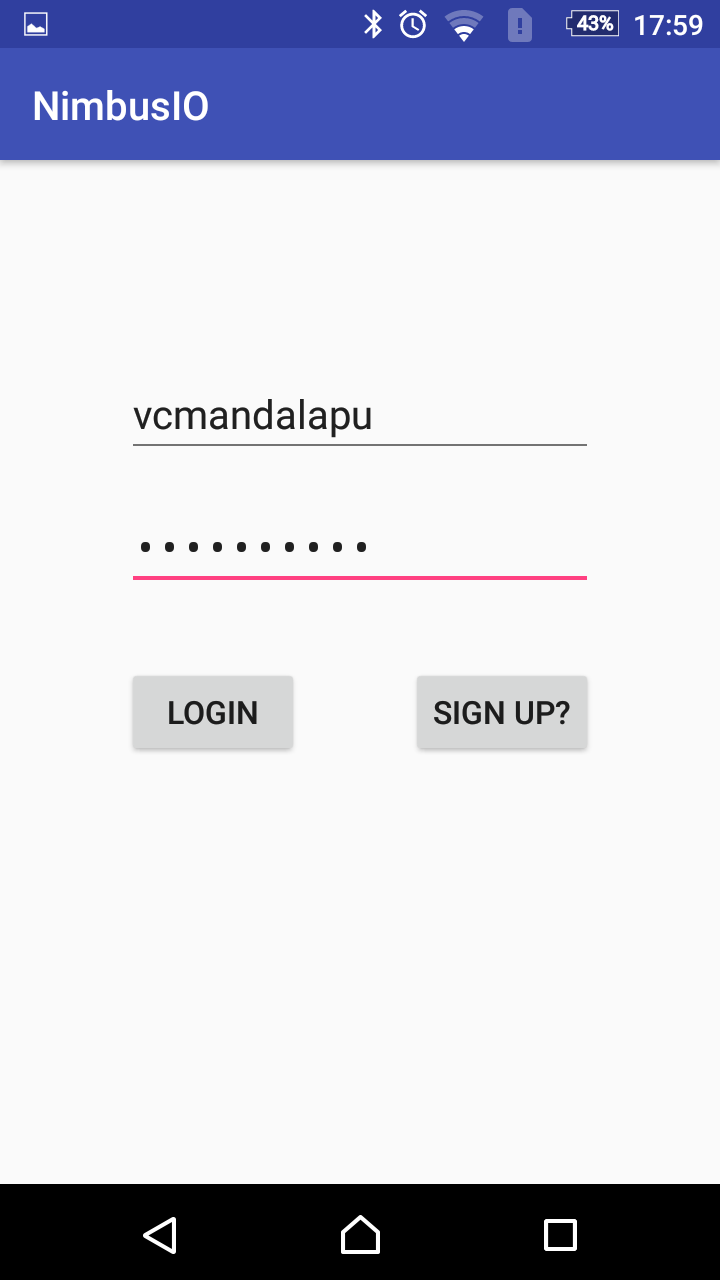 43% 17:59
NimbusIO
vcmandalapu
••••••••••
LOGIN SIGN UP?